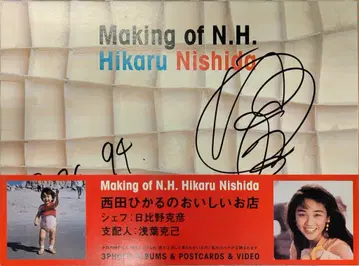 Making of N.H.
Hikaru Nishida
94.
Making of N.H. Hikaru Nishida
西田ひかるのおいしいお店
シェフ：日比野克彦
支配人：浅葉克己
3PHOTO ALBUMS & POSTCARDS & VIDEO